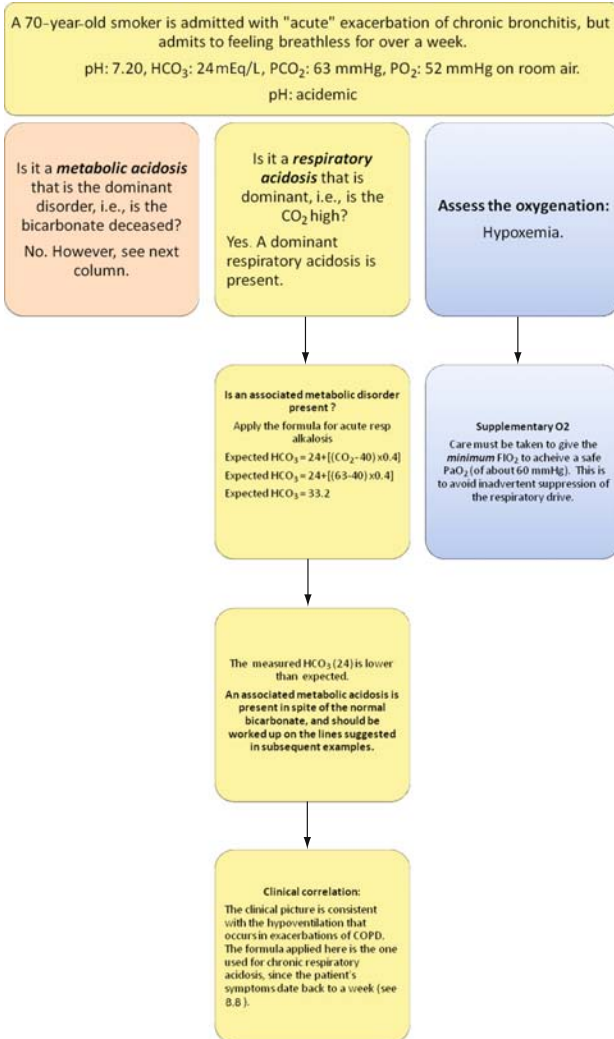 A 70-year-old smoker is admitted with "acute" exacerbation of chronic bronchitis, but
admits to feeling breathless for over a week.
pH: 7.20, HCO₃: 24 mEq/L, PCO₂: 63 mmHg, PO₂: 52 mmHg on room air.
pH: acidemic
Is it a metabolic acidosis
that is the dominant
disorder, i.e., is the
bicarbonate deceased?
No. However, see next
column.
Is it a respiratory
acidosis that is
dominant, i.e., is the
CO₂ high?
Yes. A dominant
respiratory acidosis is
present.
Assess the oxygenation:
Hypoxemia.
Is an associated metabolic disorder
present ?
Apply the formula for acute resp
alkalosis
Expected HCO₃ = 24+[(CO₂-40) x0.4]
Expected HCO₃ = 24+[(63-40) x0.4]
Expected HCO₃ = 33.2
Supplementary O2
Care must be taken to give the
minimum FIO₂ to acheive a safe
PaO₂ (of about 60 mmHg). This is
to avoid inadvertent suppression of
the respiratory drive.
The measured HCO₃ (24) is lower
than expected.
An associated metabolic acidosis is
present in spite of the normal
bicarbonate, and should be
worked up on the lines suggested
in subsequent examples.
Clinical correlation:
The clinical picture is consistent
with the hypoventilation that
occurs in exacerbations of COPD.
The formula applied here is the one
used for chronic respiratory
acidosis, since the patient's
symptoms date back to a week (see
8.8 ).